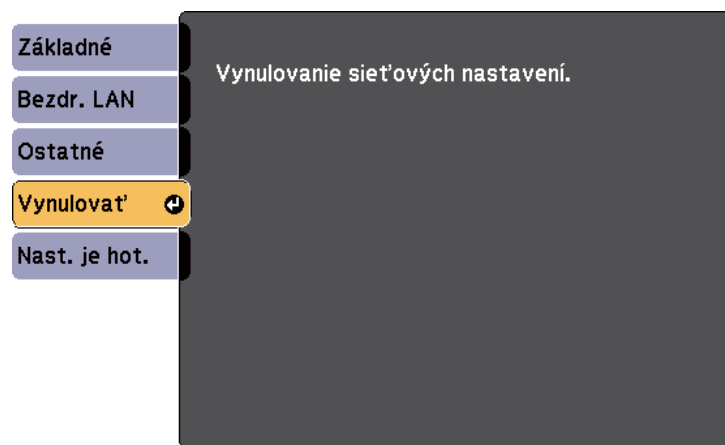 Základné
Bezdr. LAN
Ostatné
Vynulovať
Nast. je hot.
Vynulovanie sieťových nastavení.